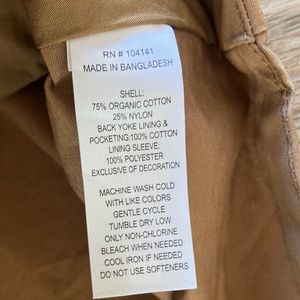 RN # 104141
MADE IN BANGLADESH
SHELL:
75% ORGANIC COTTON
25% NYLON
BACK YOKE LINING &
POCKETING:100% COTTON
LINING SLEEVE:
100% POLYESTER
EXCLUSIVE OF DECORATION
MACHINE WASH COLD
WITH LIKE COLORS
GENTLE CYCLE
TUMBLE DRY LOW
ONLY NON-CHLORINE
BLEACH WHEN NEEDED
COOL IRON IF NEEDED
DO NOT USE SOFTENERS